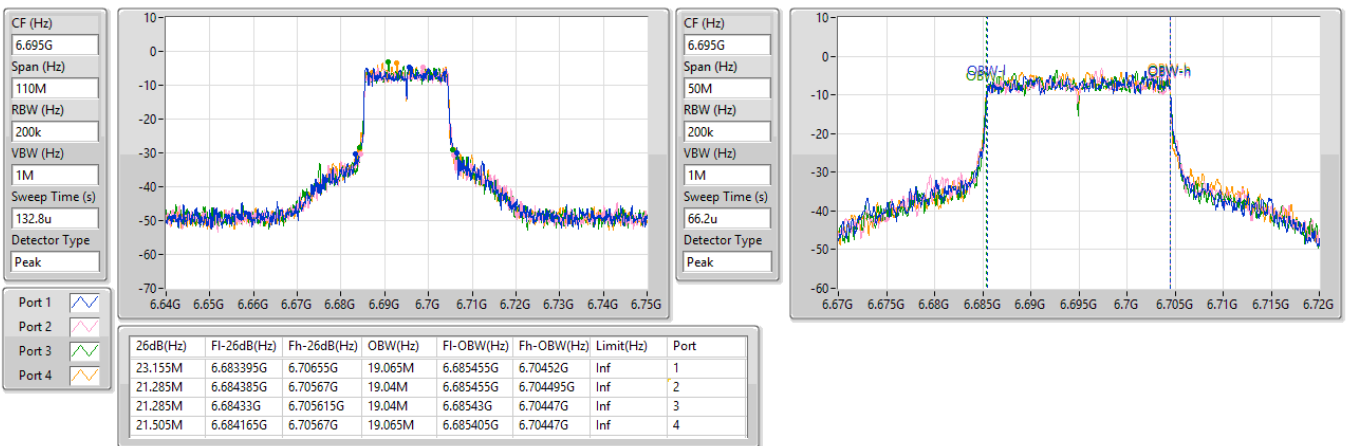 CF (Hz)
6.695G
Span (Hz)
110M
RBW (Hz)
200k
VBW (Hz)
1M
Sweep Time (s)
132.8u
Detector Type
Peak
10-
0-
-10-
-20-
-30-
-40-
-50-
-60-
-70-
6.64G 6.65G 6.66G 6.67G 6.68G 6.69G 6.7G 6.71G 6.72G 6.73G 6.74G 6.75G
CF (Hz)
6.695G
Span (Hz)
50M
RBW (Hz)
200k
VBW (Hz)
1M
Sweep Time (s)
66.2u
Detector Type
Peak
10-
0-
-10-
-20-
-30-
-40-
-50-
-60-
OBW-l OBW-h
6.67G 6.675G 6.68G 6.685G 6.69G 6.695G 6.7G 6.705G 6.71G 6.715G 6.72G
Port 1
Port 2
Port 3
Port 4
26dB(Hz) Fl-26dB(Hz) Fh-26dB(Hz) OBW(Hz) Fl-OBW(Hz) Fh-OBW(Hz) Limit(Hz) Port
23.155M 6.683395G 6.70655G 19.065M 6.685455G 6.70452G Inf 1
21.285M 6.684385G 6.70567G 19.04M 6.685455G 6.704495G Inf 2
21.285M 6.68433G 6.705615G 19.04M 6.68543G 6.70447G Inf 3
21.505M 6.684165G 6.70567G 19.065M 6.685405G 6.70447G Inf 4